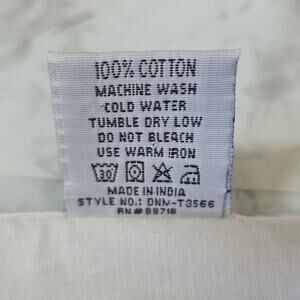 100% COTTON
MACHINE WASH
COLD WATER
TUMBLE DRY LOW
DO NOT BLEACH
USE WARM IRON
30
MADE IN INDIA
STYLE NO.: DNM-T3566
RN# 88716